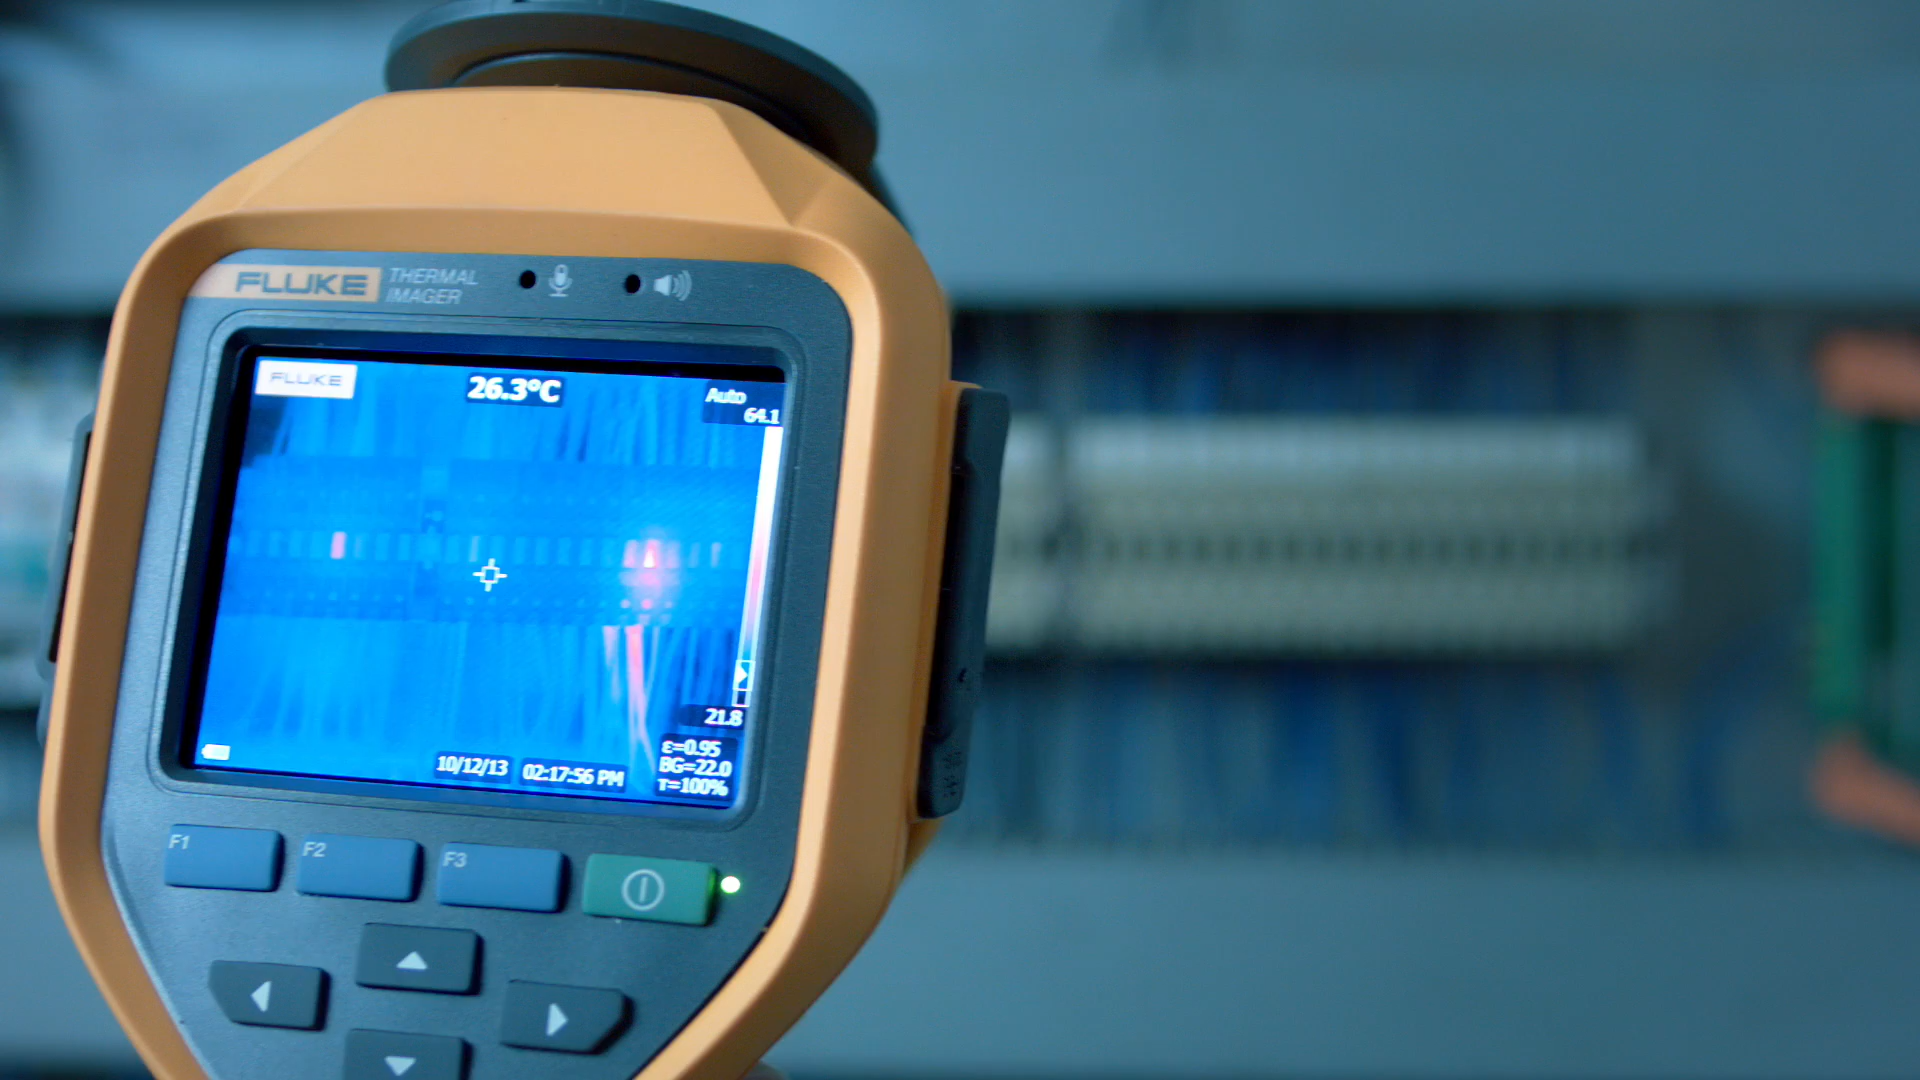 FLUKE THERMAL
IMAGER
FLUKE
26.3°C
Auto
64.1
21.8
ε=0.95
BG=22.0
τ=100%
10/12/13 02:17:56 PM
F1
F2
F3